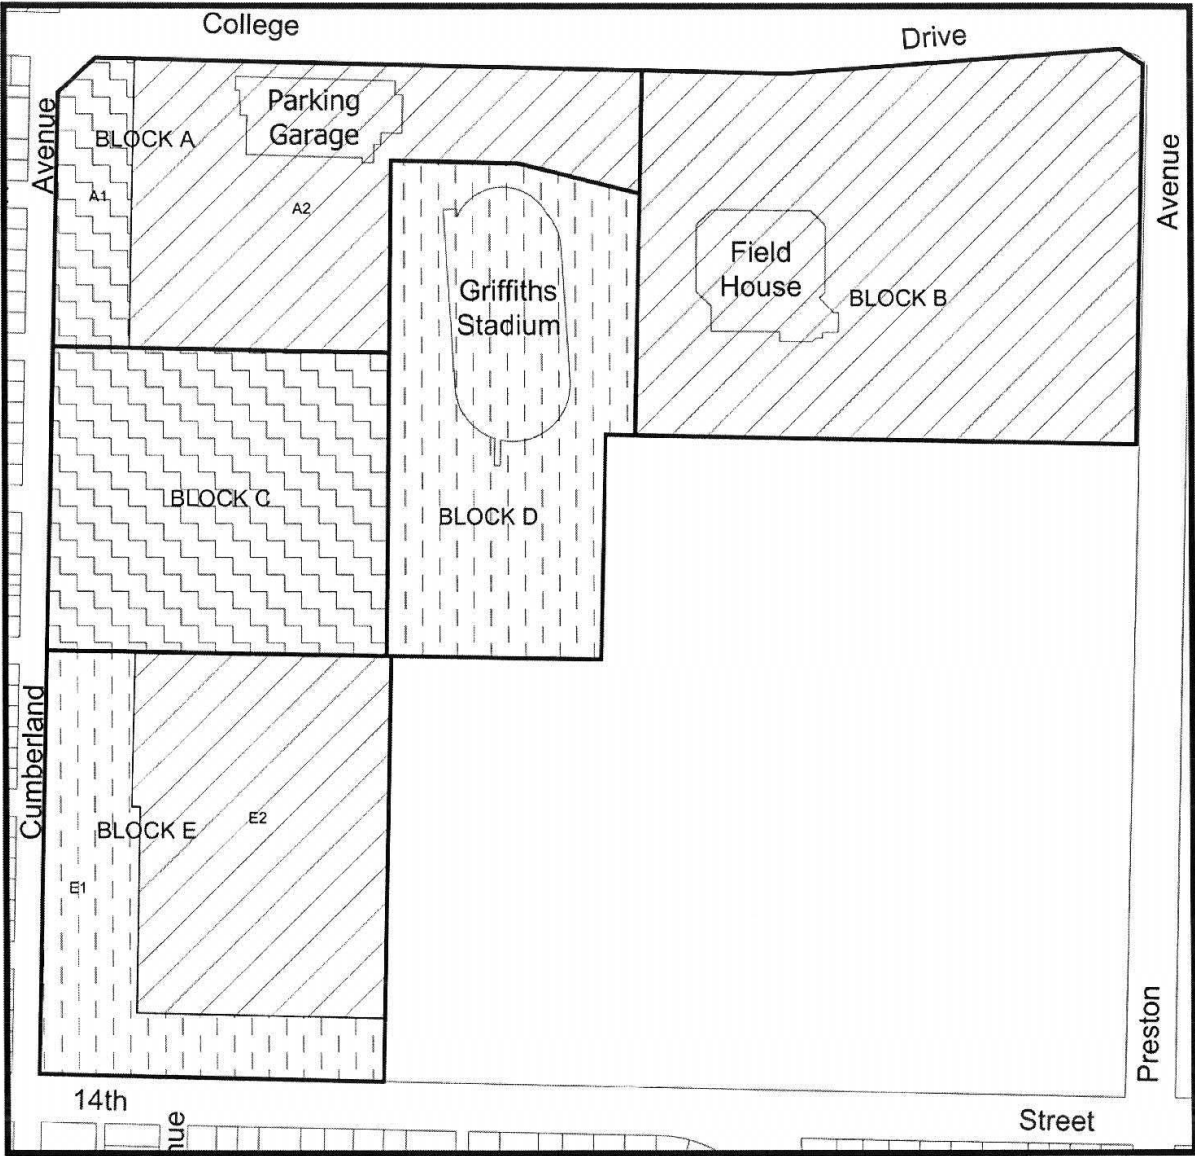 College
Drive
Avenue
Parking
Garage
BLOCK A
A1
A2
Avenue
Griffiths
Stadium
Field
House
BLOCK B
BLOCK C
BLOCK D
Cumberland
BLOCK E
E1
E2
Preston
14th
Street
nue